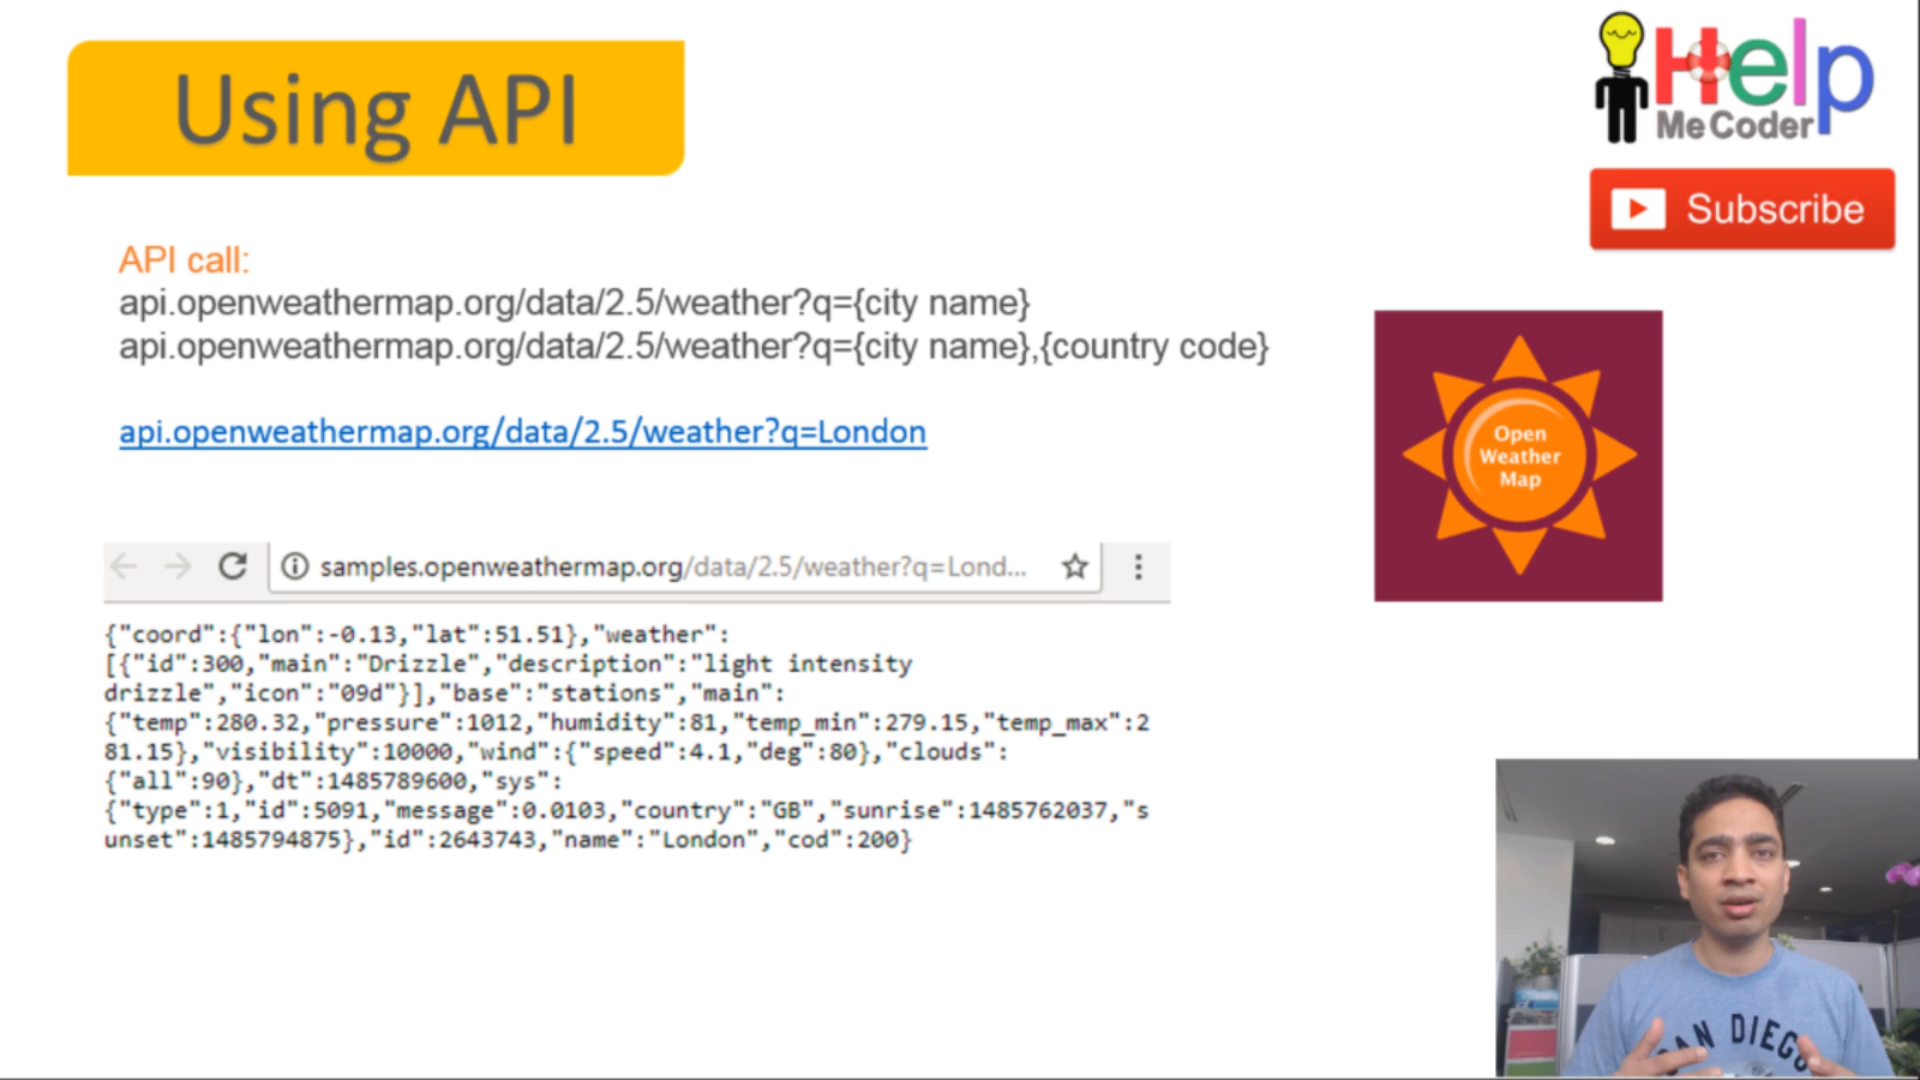 Using API
Help
Me Coder
Subscribe
API call:
api.openweathermap.org/data/2.5/weather?q={city name}
api.openweathermap.org/data/2.5/weather?q={city name},{country code}
api.openweathermap.org/data/2.5/weather?q=London
Open
Weather
Map
samples.openweathermap.org/data/2.5/weather?q=Lond...
{"coord":{"lon":-0.13,"lat":51.51},"weather":
[{"id":300,"main":"Drizzle","description":"light intensity
drizzle","icon":"09d"}],"base":"stations","main":
{"temp":280.32,"pressure":1012,"humidity":81,"temp_min":279.15,"temp_max":2
81.15},"visibility":10000,"wind":{"speed":4.1,"deg":80},"clouds":
{"all":90},"dt":1485789600,"sys":
{"type":1,"id":5091,"message":0.0103,"country":"GB","sunrise":1485762037,"s
unset":1485794875},"id":2643743,"name":"London","cod":200}
SAN DIEGO